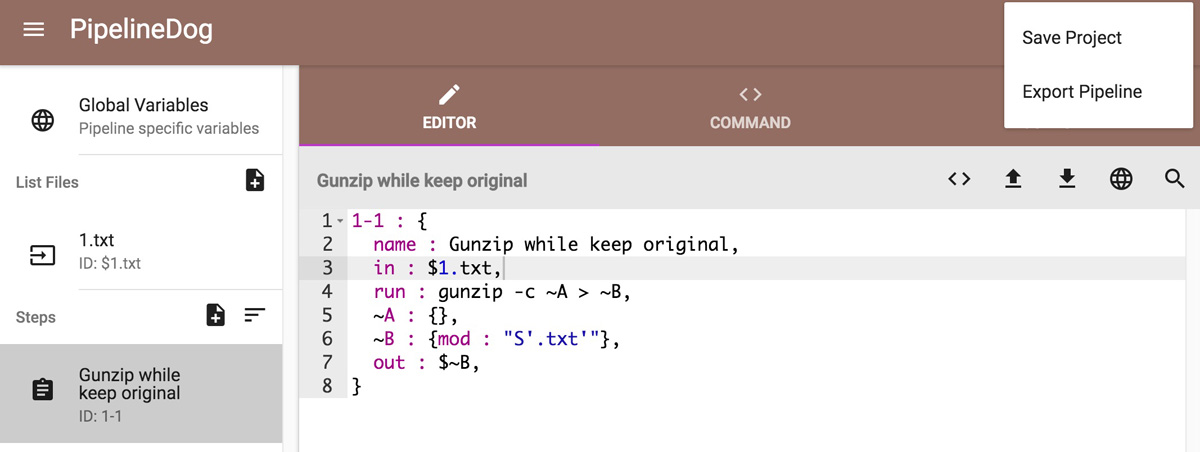 PipelineDog
Save Project
Export Pipeline
Global Variables
Pipeline specific variables
List Files
1.txt
ID: $1.txt
Steps
Gunzip while
keep original
ID: 1-1
EDITOR
COMMAND
Gunzip while keep original
1 1-1 : {
2 name : Gunzip while keep original,
3 in : $1.txt,
4 run : gunzip -c ~A > ~B,
5 ~A : {},
6 ~B : {mod : "S'.txt'"},
7 out : $~B,
8 }